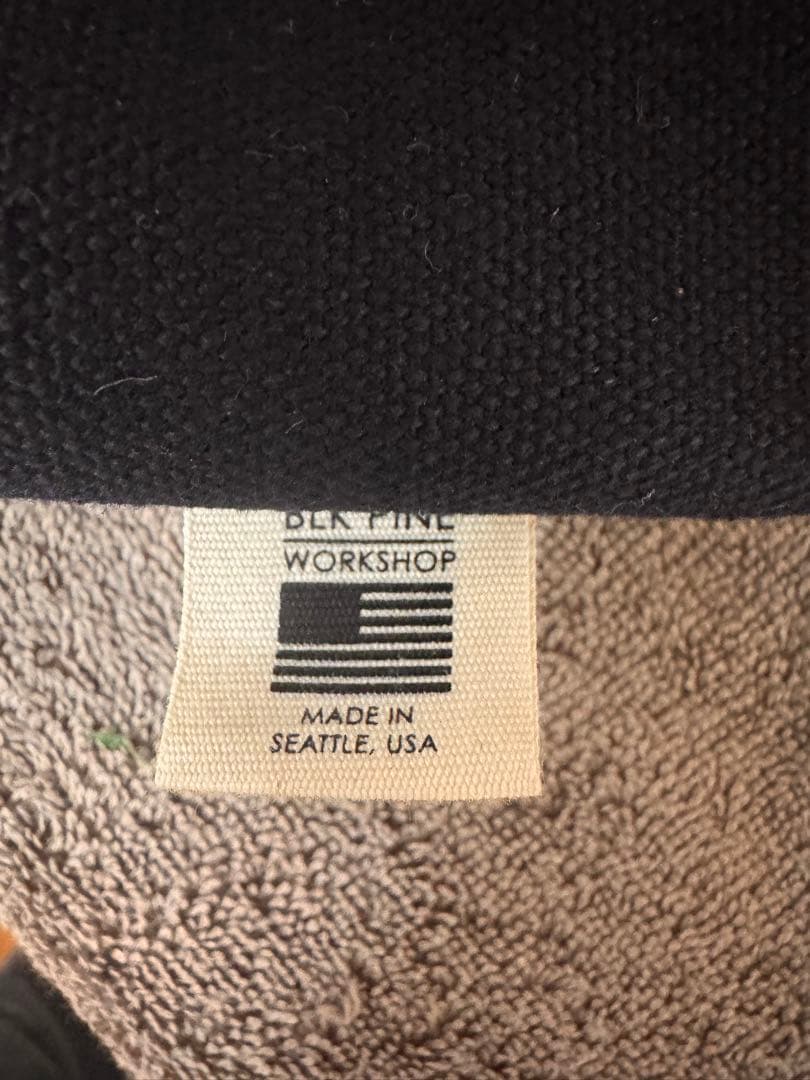 BLK PINE
WORKSHOP
MADE IN
SEATTLE, USA